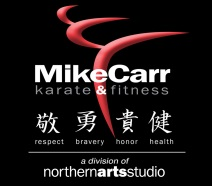 MikeCarr
karate & fitness
敬 勇 貴 健
respect bravery honor health
a division of
northernartsstudio